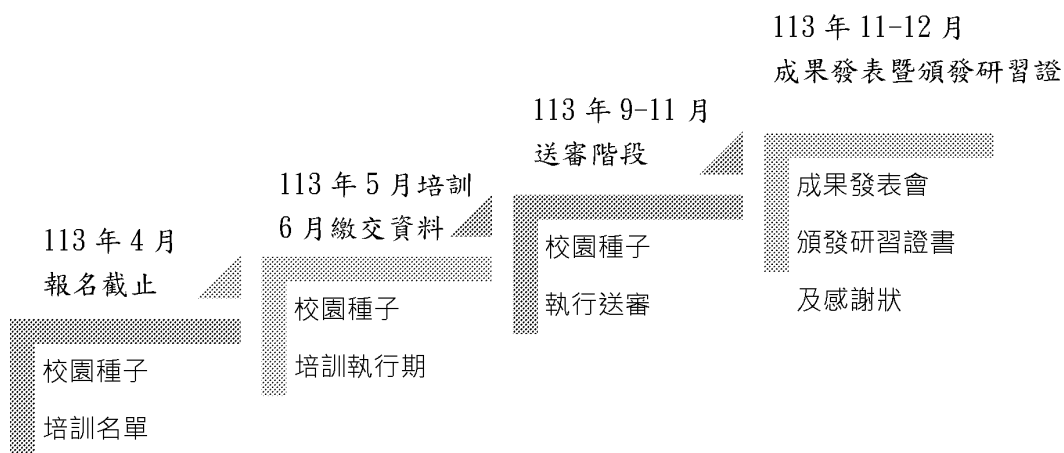 113 年 4 月
報名截止
校園種子
培訓名單
113 年 5 月培訓
6 月繳交資料
校園種子
培訓執行期
113 年 9-11 月
送審階段
校園種子
執行送審
113 年 11-12 月
成果發表暨頒發研習證
成果發表會
頒發研習證書
及感謝狀